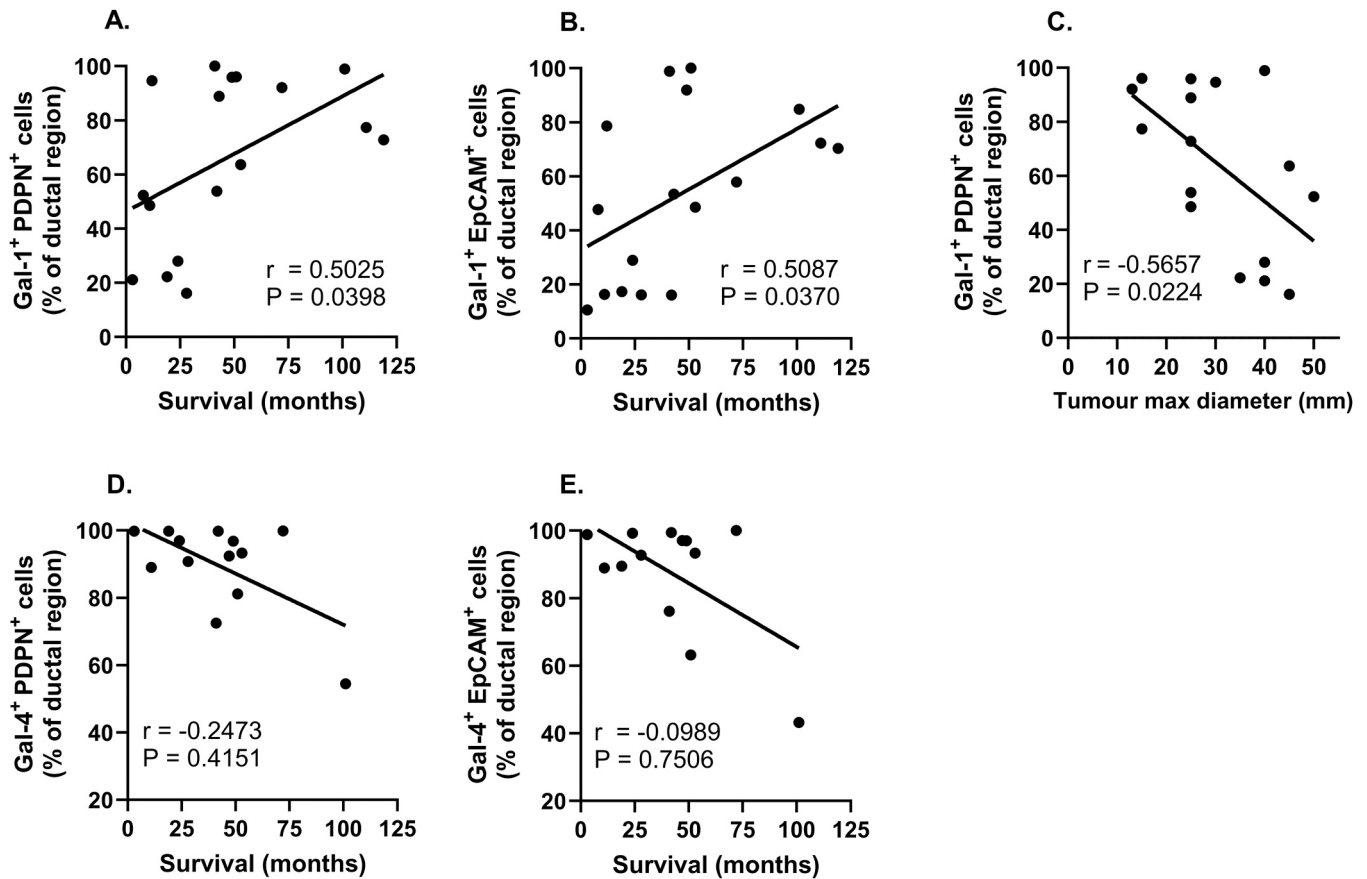 A.
Gal-1+ PDPN+ cells
(% of ductal region)
100
80
60
40
20
0
r = 0.5025
P = 0.0398
0 25 50 75 100 125
Survival (months)
B.
Gal-1+ EpCAM+ cells
(% of ductal region)
100
80
60
40
20
0
r = 0.5087
P = 0.0370
0 25 50 75 100 125
Survival (months)
C.
Gal-1+ PDPN+ cells
(% of ductal region)
100
80
60
40
20
0
r = -0.5657
P = 0.0224
0 10 20 30 40 50
Tumour max diameter (mm)
D.
Gal-4+ PDPN+ cells
(% of ductal region)
100
80
60
40
20
r = -0.2473
P = 0.4151
0 25 50 75 100 125
Survival (months)
E.
Gal-4+ EpCAM+ cells
(% of ductal region)
100
80
60
40
20
r = -0.0989
P = 0.7506
0 25 50 75 100 125
Survival (months)